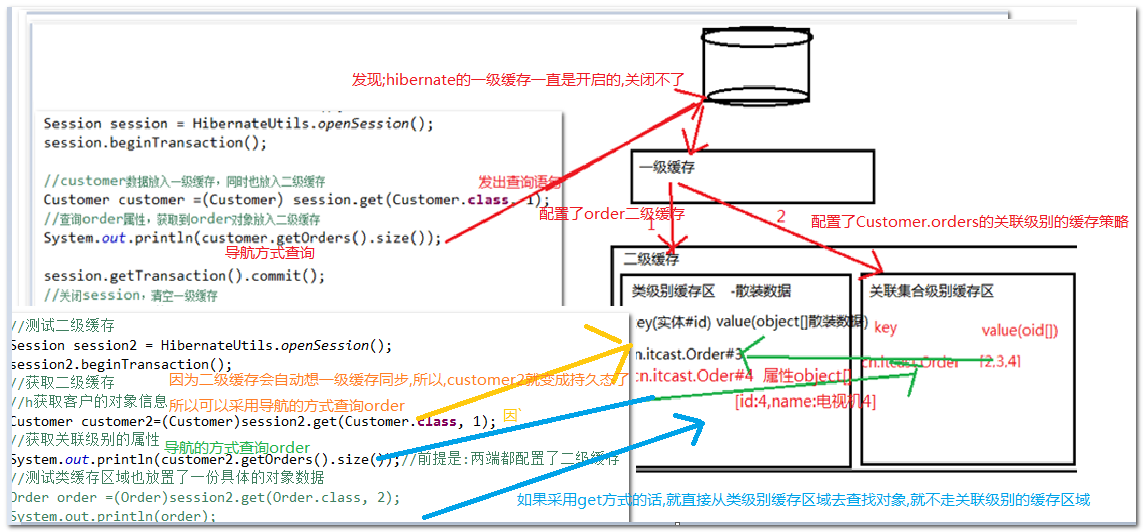 发现;hibernate的一级缓存一直是开启的,关闭不了
Session session = HibernateUtils.openSession();
session.beginTransaction();
//customer数据放入一级缓存，同时也放入二级缓存
发出查询语句
Customer customer =(Customer) session.get(Customer.class, 1);
//查询order属性，获取到order对象放入二级缓存
System.out.println(customer.getOrders().size());
导航方式查询
session.getTransaction().commit();
//关闭session，清空一级缓存
一级缓存
配置了order二级缓存
1
2
配置了Customer.orders的关联级别的缓存策略
二级缓存
类级别缓存区 -散装数据
key(实体#id) value(object[]散装数据)
cn.itcast.Order#3
cn.itcast.Oder#4 属性object[]
[id:4,name:电视机4]
关联集合级别缓存区
key value(oid[])
cn.itcast.Order [2,3,4]
//测试二级缓存
Session session2 = HibernateUtils.openSession();
session2.beginTransaction();
因为二级缓存会自动想一级缓存同步,所以,customer2就变成持久态了
//获取二级缓存
//h获取客户的对象信息
所以可以采用导航的方式查询order
Customer customer2=(Customer)session2.get(Customer.class, 1);
因`
//获取关联级别的属性
导航的方式查询order
System.out.println(customer2.getOrders().size());//前提是:两端都配置了二级缓存
//测试类缓存区域也放置了一份具体的对象数据
Order order =(Order)session2.get(Order.class, 2);
如果采用get方式的话,就直接从类级别缓存区域去查找对象,就不走关联级别的缓存区域
System.out.println(order);